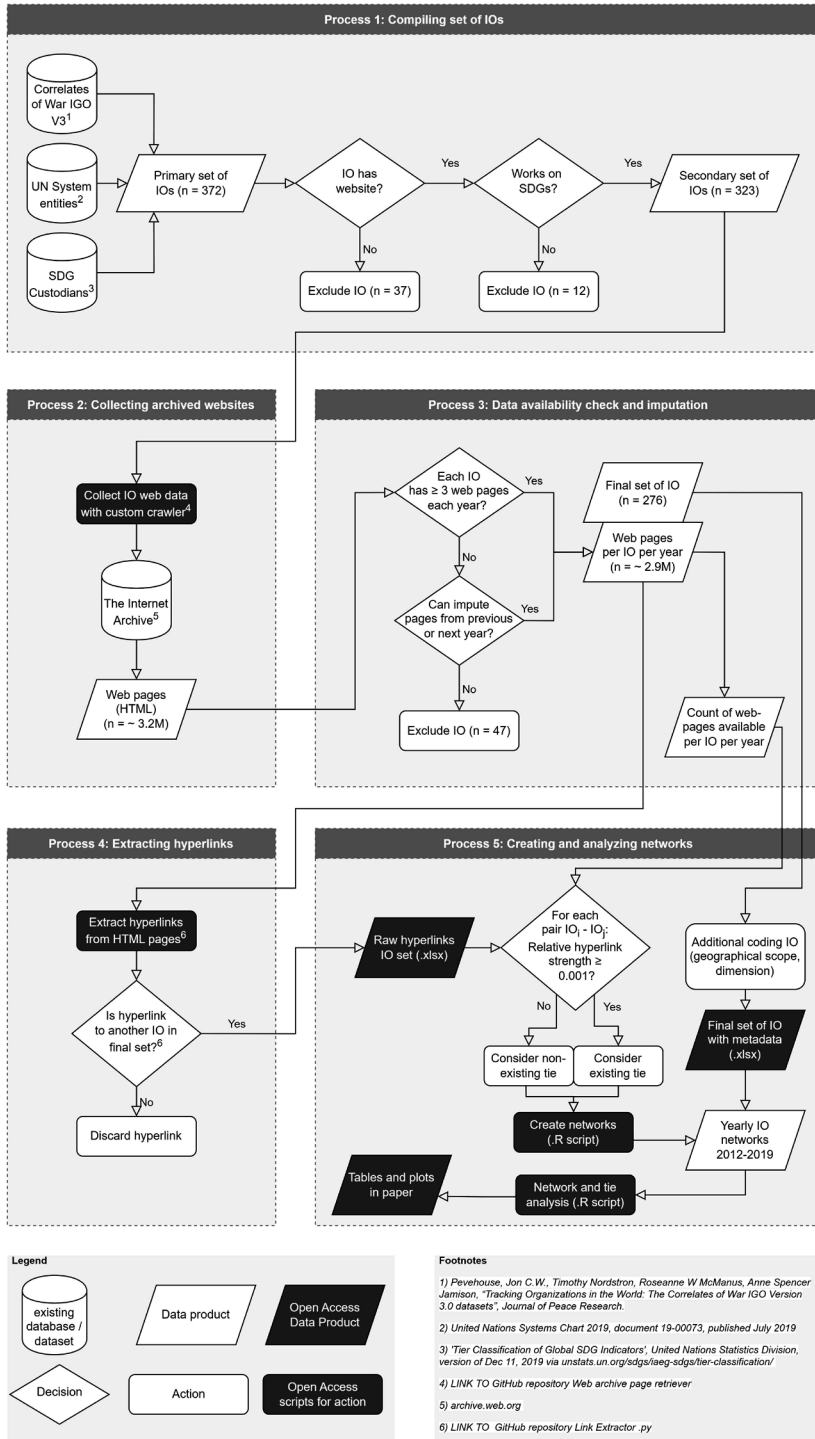 Process 1: Compiling set of IOs
Correlates
of War IGO
V31
UN System
entities2
SDG
Custodians3
Primary set of
IOs (n = 372)
IO has
website?
Yes
No
Exclude IO (n = 37)
Works on
SDGs?
Yes
No
Exclude IO (n = 12)
Secondary set of
IOs (n = 323)
Process 2: Collecting archived websites
Collect IO web data
with custom crawler4
The Internet
Archive5
Web pages
(HTML)
(n = ~ 3.2M)
Process 3: Data availability check and imputation
Each IO
has ≥ 3 web pages
each year?
Yes
No
Can impute
pages from previous
or next year?
Yes
No
Exclude IO (n = 47)
Final set of IO
(n = 276)
Web pages
per IO per year
(n = ~ 2.9M)
Count of web-
pages available
per IO per year
Process 4: Extracting hyperlinks
Extract hyperlinks
from HTML pages6
Is hyperlink
to another IO in
final set?6
Yes
No
Discard hyperlink
Process 5: Creating and analyzing networks
Raw hyperlinks
IO set (.xlsx)
For each
pair IOi - IOj:
Relative hyperlink
strength ≥
0.001?
No
Yes
Consider non-
existing tie
Consider
existing tie
Create networks
(.R script)
Additional coding IO
(geographical scope,
dimension)
Final set of IO
with metadata
(.xlsx)
Yearly IO
networks
2012-2019
Network and tie
analysis (.R script)
Tables and plots
in paper
Legend
existing
database /
dataset
Data product
Open Access
Data Product
Decision
Action
Open Access
scripts for action
Footnotes
1) Pevehouse, Jon C.W., Timothy Nordstron, Roseanne W McManus, Anne Spencer
Jamison, “Tracking Organizations in the World: The Correlates of War IGO Version
3.0 datasets”, Journal of Peace Research.
2) United Nations Systems Chart 2019, document 19-00073, published July 2019
3) 'Tier Classification of Global SDG Indicators', United Nations Statistics Division,
version of Dec 11, 2019 via unstats.un.org/sdgs/iaeg-sdgs/tier-classification/
4) LINK TO GitHub repository Web archive page retriever
5) archive.web.org
6) LINK TO GitHub repository Link Extractor .py